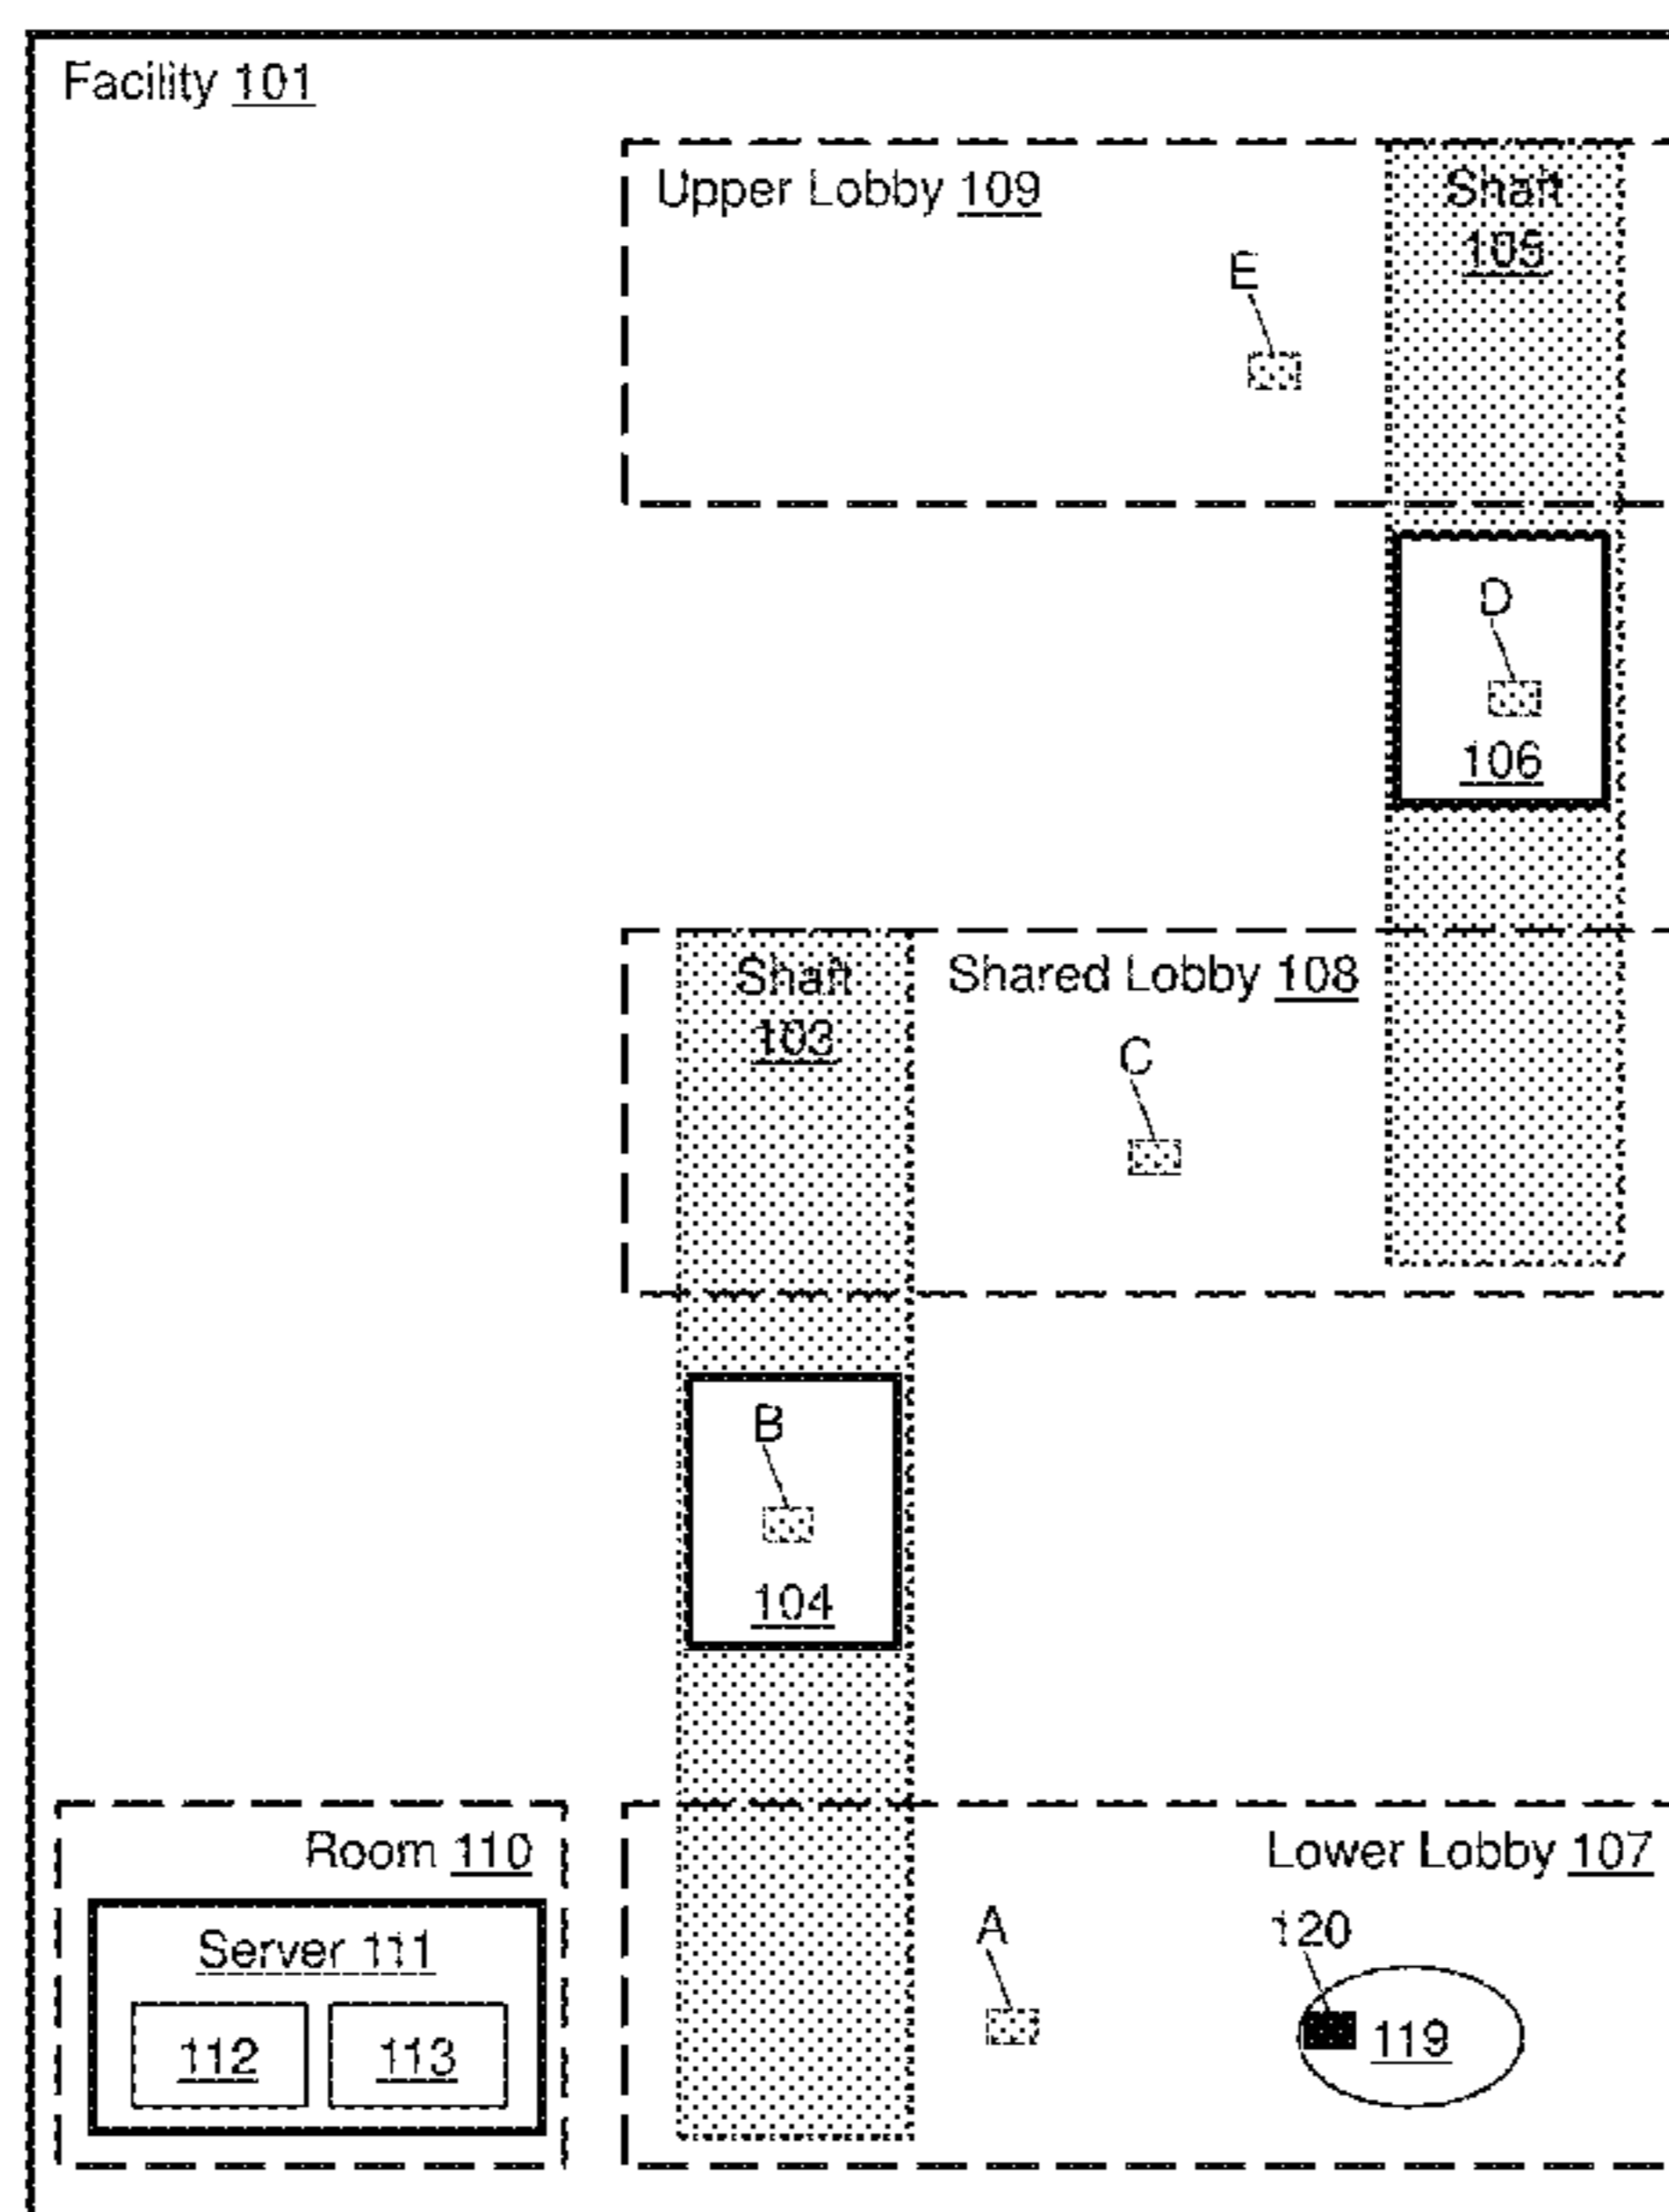 Facility 101
Upper Lobby 109
Shaft
105
E
D
106
Shaft
103
Shared Lobby 108
C
B
104
Room 110
Server 111
112
113
Lower Lobby 107
A
120
119